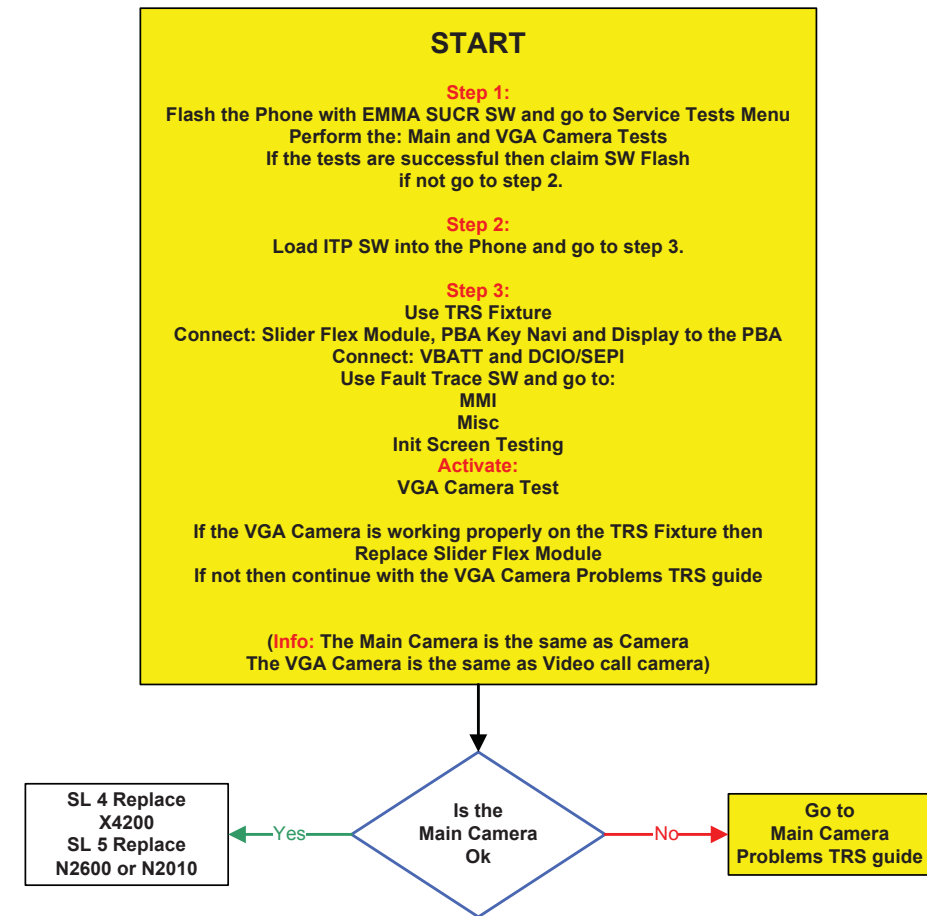 START
Step 1:
Flash the Phone with EMMA SUCR SW and go to Service Tests Menu
Perform the: Main and VGA Camera Tests
If the tests are successful then claim SW Flash
if not go to step 2.
Step 2:
Load ITP SW into the Phone and go to step 3.
Step 3:
Use TRS Fixture
Connect: Slider Flex Module, PBA Key Navi and Display to the PBA
Connect: VBATT and DCIO/SEPI
Use Fault Trace SW and go to:
MMI
Misc
Init Screen Testing
Activate:
VGA Camera Test
If the VGA Camera is working properly on the TRS Fixture then
Replace Slider Flex Module
If not then continue with the VGA Camera Problems TRS guide
(Info: The Main Camera is the same as Camera
The VGA Camera is the same as Video call camera)
SL 4 Replace
X4200
SL 5 Replace
N2600 or N2010
Yes
Is the
Main Camera
Ok
No
Go to
Main Camera
Problems TRS guide